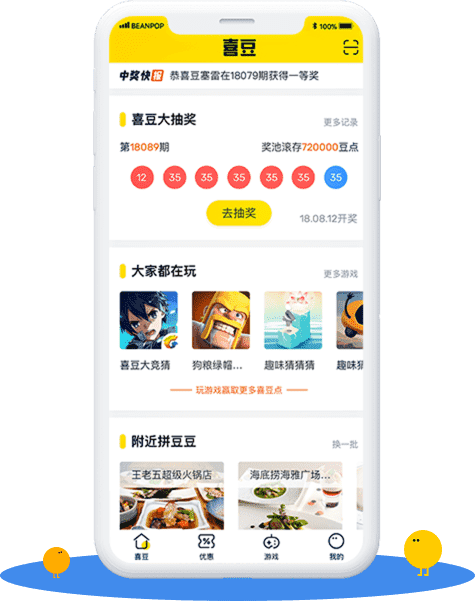 BEANPOP
100%
喜豆
中奖快报 恭喜豆塞雷在18079期获得一等奖
喜豆大抽奖 更多记录
第18089期 奖池滚存720000豆点
12 35 35 35 35 35 35
去抽奖 18.08.12开奖
大家都在玩 更多游戏
喜豆大竞猜 狗粮绿帽... 趣味猜猜猜 趣味
玩游戏赢取更多喜豆点
附近拼豆豆 换一批
王老五超级火锅店 海底捞海雅广场...
喜豆 优惠 游戏 我的